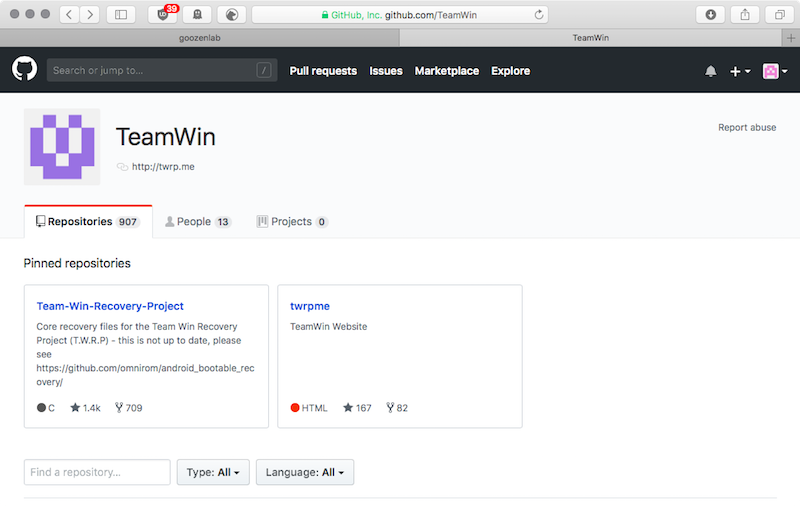 39
GitHub, Inc. github.com/TeamWin
goozenlab
TeamWin
Search or jump to...
/
Pull requests
Issues
Marketplace
Explore
TeamWin
Report abuse
http://twrp.me
Repositories 907
People 13
Projects 0
Pinned repositories
Team-Win-Recovery-Project
Core recovery files for the Team Win Recovery
Project (T.W.R.P) - this is not up to date, please
see
https://github.com/omnirom/android_bootable_rec
overy/
C 1.4k 709
twrpme
TeamWin Website
HTML 167 82
Find a repository...
Type: All
Language: All